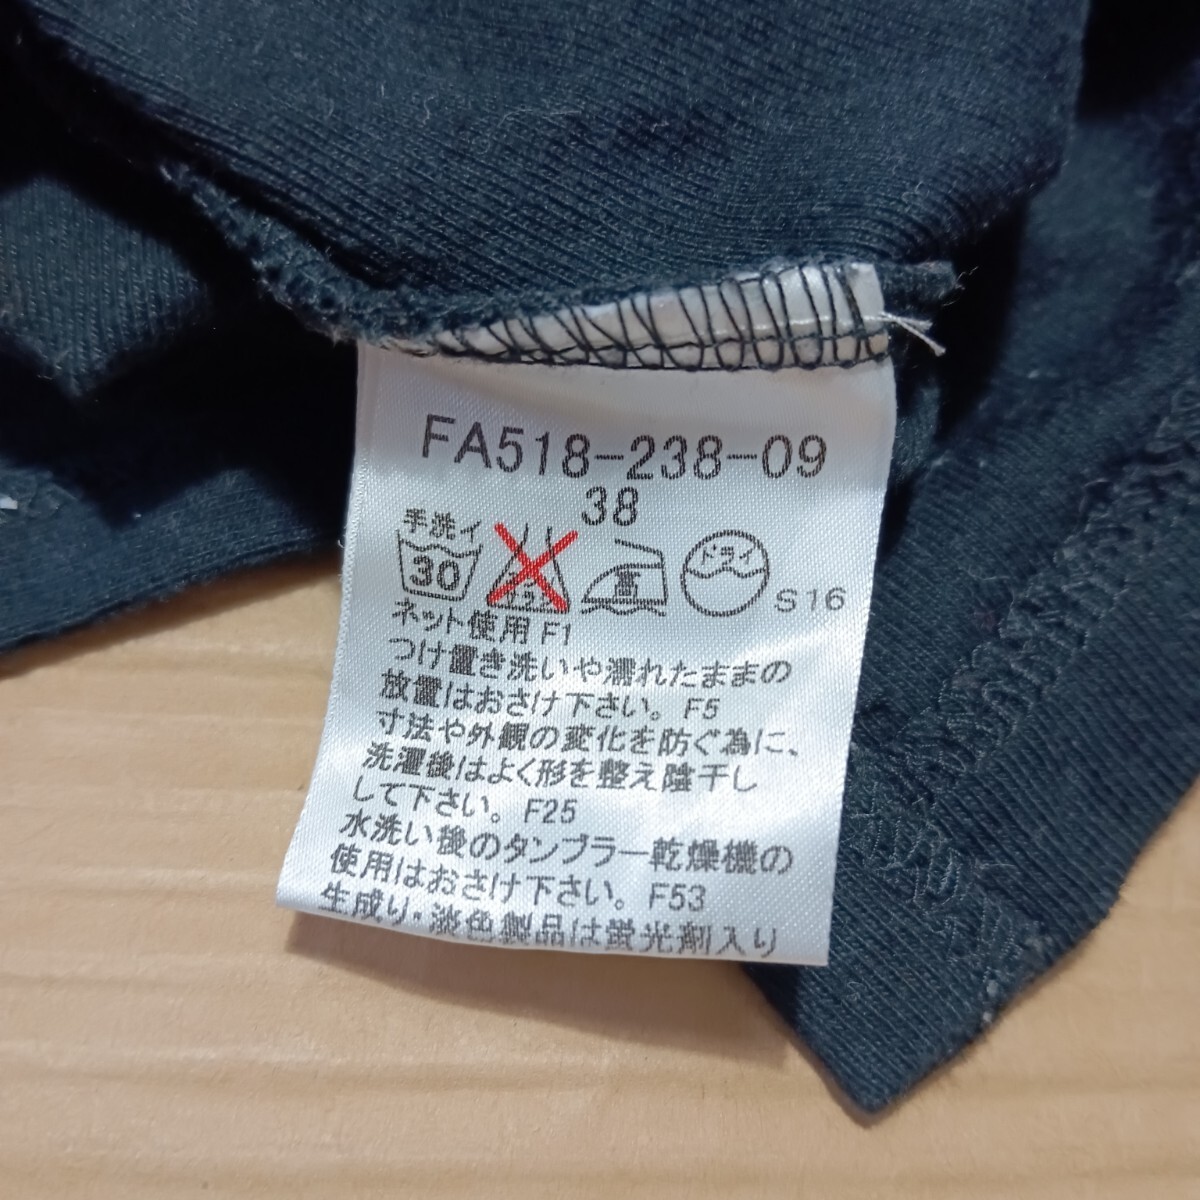 FA518-238-09
38
手洗イ
30 エンソ 高 ドライ S16
ネット使用 F1
つけ置き洗いや濡れたままの
放置はおさけ下さい。 F5
寸法や外観の変化を防ぐ為に、
洗濯後はよく形を整え陰干し
して下さい。 F25
水洗い後のタンブラー乾燥機の
使用はおさけ下さい。 F53
生成り・淡色製品は蛍光剤入り